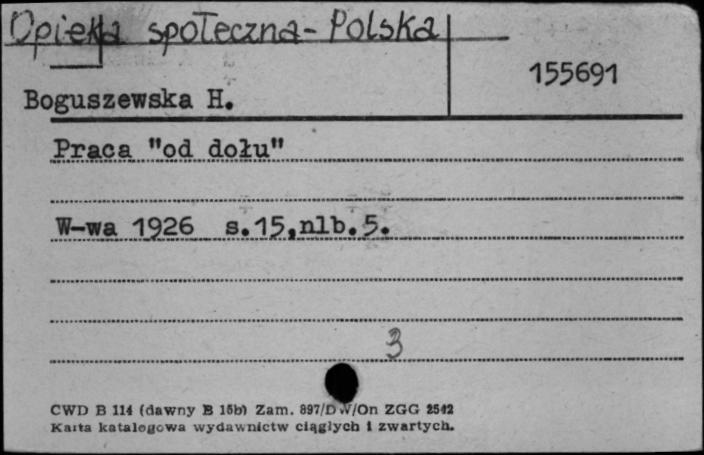 Opieka społeczna - Polska
155691
Boguszewska H.
Praca "od dołu"
W-wa 1926 s.15,nlb.5.
3
CWD B 114 (dawny B 15b) Zam. 897/DW/On ZGG 2542
Karta katalogowa wydawnictw ciągłych i zwartych.